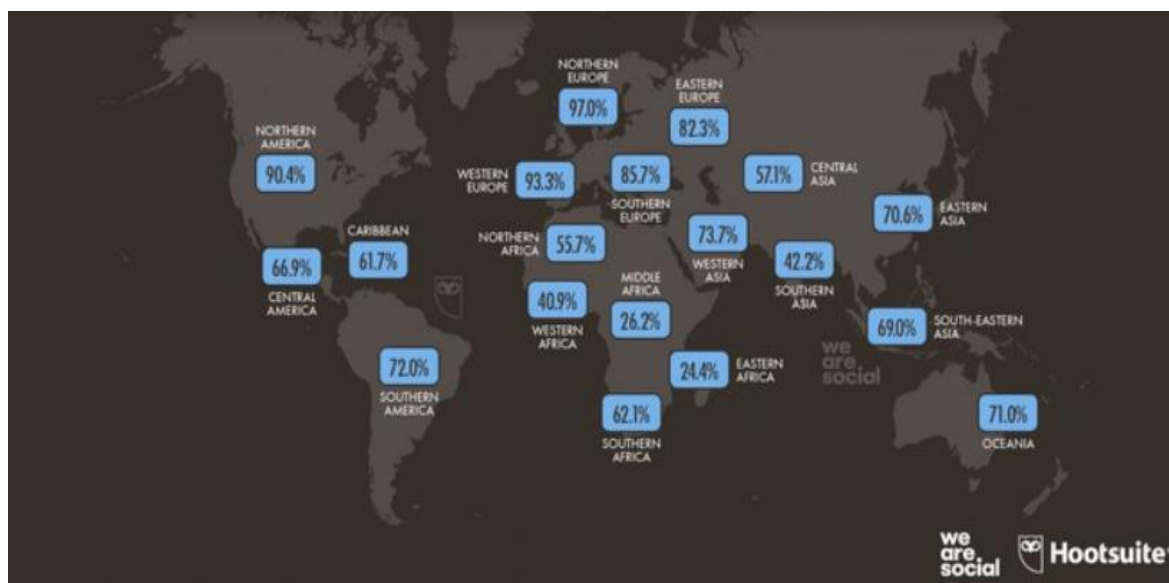 NORTHERN
EUROPE
97.0%
EASTERN
EUROPE
82.3%
NORTHERN
AMERICA
90.4%
WESTERN
EUROPE
93.3%
85.7%
SOUTHERN
EUROPE
57.1%
CENTRAL
ASIA
70.6%
EASTERN
ASIA
CARIBBEAN
61.7%
66.9%
CENTRAL
AMERICA
NORTHERN
AFRICA
55.7%
73.7%
WESTERN
ASIA
42.2%
SOUTHERN
ASIA
40.9%
WESTERN
AFRICA
MIDDLE
AFRICA
26.2%
69.0%
SOUTH-EASTERN
ASIA
we
are
social
72.0%
SOUTHERN
AMERICA
24.4%
EASTERN
AFRICA
62.1%
SOUTHERN
AFRICA
71.0%
OCEANIA
we
are
social
Hootsuite